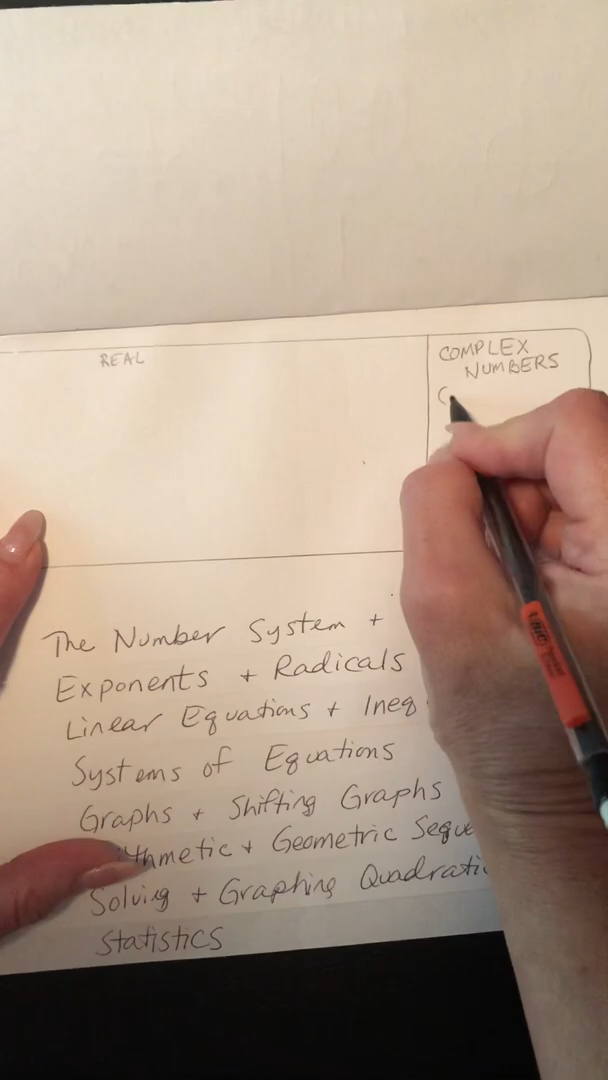 REAL
COMPLEX
NUMBERS
(
The Number System +
Exponents + Radicals
Linear Equations + Ineq
Systems of Equations
Graphs + Shifting Graphs
thmetic + Geometric Seque
Solving + Graphing Quadrati
Statistics
BIC